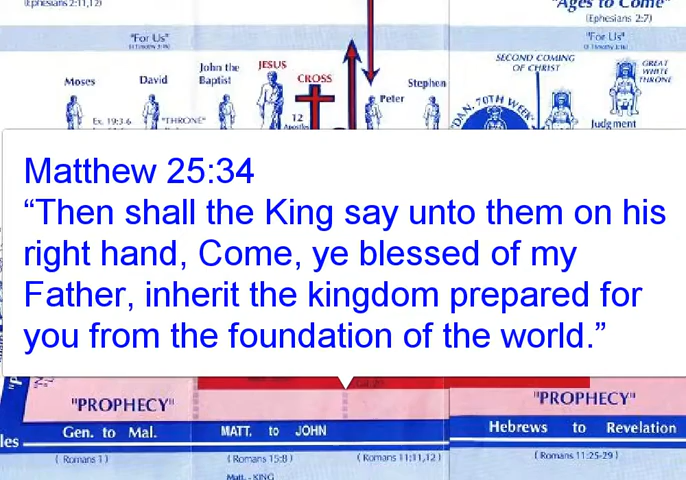 (Ephesians 2:11,12)
"Ages to Come"
(Ephesians 2:7)
"For Us"
"For Us"
SECOND COMING
OF CHRIST
GREAT
WHITE
THRONE
Moses
David
John the
Baptist
JESUS
CROSS
Peter
Stephen
Ex. 19:3-6
"THRONE"
12
Apostles
"DAN. 70TH WEEK"
Judgment
Matthew 25:34
“Then shall the King say unto them on his
right hand, Come, ye blessed of my
Father, inherit the kingdom prepared for
you from the foundation of the world.”
"PROPHECY"
"PROPHECY"
les
Gen. to Mal.
MATT. to JOHN
Hebrews to Revelation
(Romans 1)
(Romans 15:8)
(Romans 11:11,12)
(Romans 11:25-29)
Matt. - KING